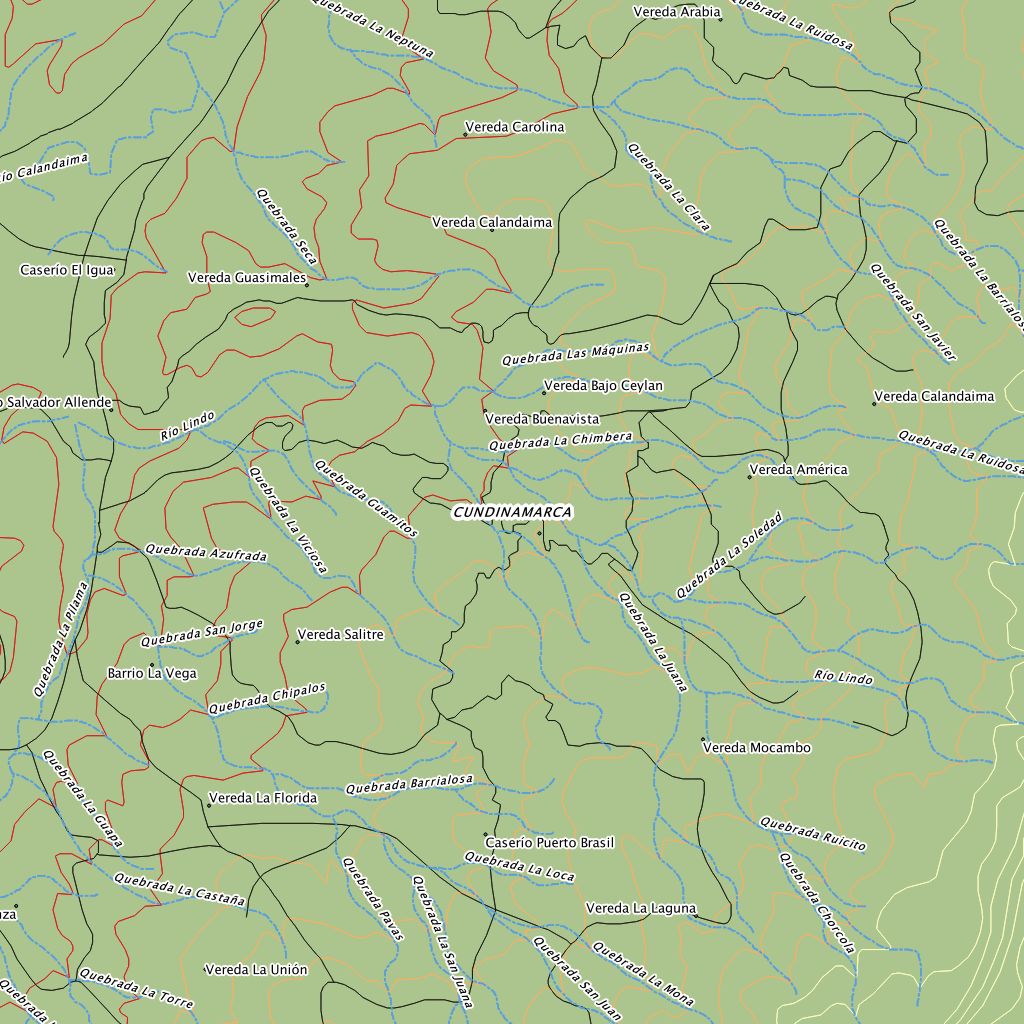 Quebrada La Neptuna
Vereda Arabia
Quebrada La Ruidosa
Vereda Carolina
ío Calandaima
Quebrada La Clara
Quebrada Seca
Vereda Calandaima
Quebrada La Barrialos
Caserío El Igua
Vereda Guasimales
Quebrada San Javier
Quebrada Las Máquinas
Vereda Bajo Ceylan
Vereda Calandaima
o Salvador Allende
Río Lindo
Vereda Buenavista
Quebrada La Chimbera
Quebrada La Ruidosa
Vereda América
Quebrada Guamitos
Quebrada La Viciosa
CUNDINAMARCA
Quebrada La Soledad
Quebrada Azufrada
Quebrada La Pilama
Quebrada San Jorge
Vereda Salitre
Quebrada La Juana
Barrio La Vega
Río Lindo
Quebrada Chipalos
Vereda Mocambo
Quebrada La Guapa
Quebrada Barrialosa
Vereda La Florida
Quebrada Ruicito
Caserío Puerto Brasil
Quebrada La Loca
Quebrada Chorcola
Quebrada La Castaña
Quebrada Pavas
Quebrada La San Juana
Vereda La Laguna
nza
Quebrada San Juan
Quebrada La Mona
Vereda La Unión
Quebrada La Torre
Quebrada